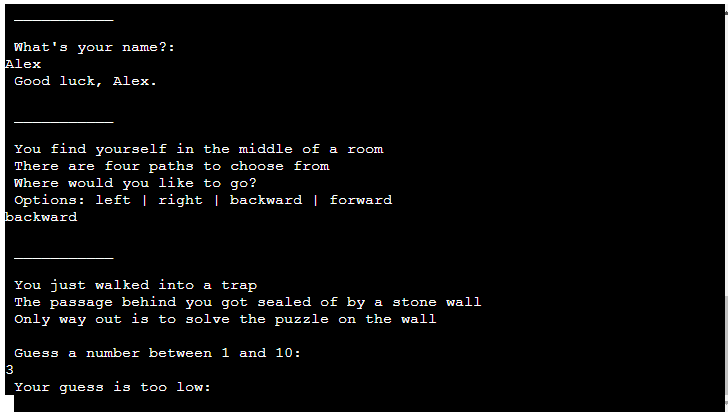 ___________
What's your name?:
Alex
Good luck, Alex.
___________
You find yourself in the middle of a room
There are four paths to choose from
Where would you like to go?
Options: left | right | backward | forward
backward
___________
You just walked into a trap
The passage behind you got sealed of by a stone wall
Only way out is to solve the puzzle on the wall
Guess a number between 1 and 10:
3
Your guess is too low: